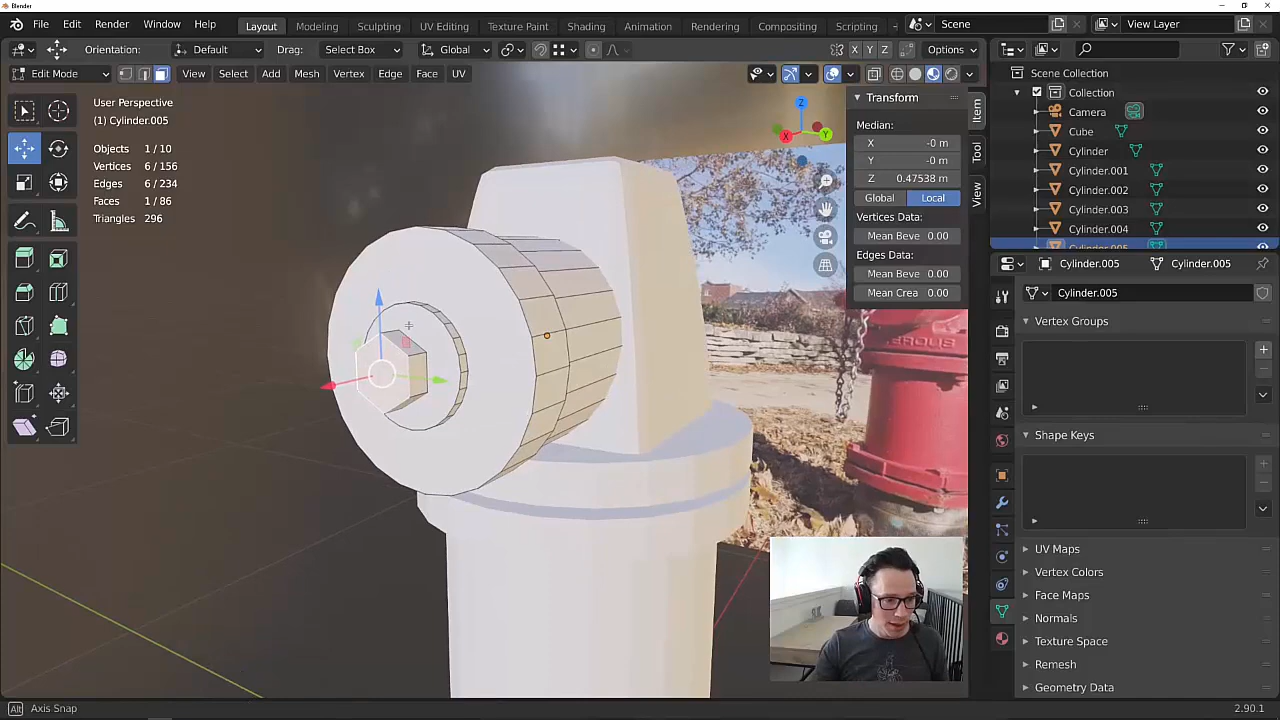 Blender
File Edit Render Window Help Layout Modeling Sculpting UV Editing Texture Paint Shading Animation Rendering Compositing Scripting Scene View Layer
Orientation: Default Drag: Select Box Global X Y Z Options
Edit Mode View Select Add Mesh Vertex Edge Face UV
User Perspective
(1) Cylinder.005
Objects 1 / 10
Vertices 6 / 156
Edges 6 / 234
Faces 1 / 86
Triangles 296
Z
X
Y
Transform
Median:
X -0 m
Y -0 m
Z 0.47538 m
Global Local
Vertices Data:
Mean Beve 0.00
Edges Data:
Mean Beve 0.00
Mean Crea 0.00
Item
Tool
View
Scene Collection
Collection
Camera
Cube
Cylinder
Cylinder.001
Cylinder.002
Cylinder.003
Cylinder.004
Cylinder.005
Cylinder.005 Cylinder.005
Cylinder.005
Vertex Groups
Shape Keys
UV Maps
Vertex Colors
Face Maps
Normals
Texture Space
Remesh
Geometry Data
Alt Axis Snap 2.90.1